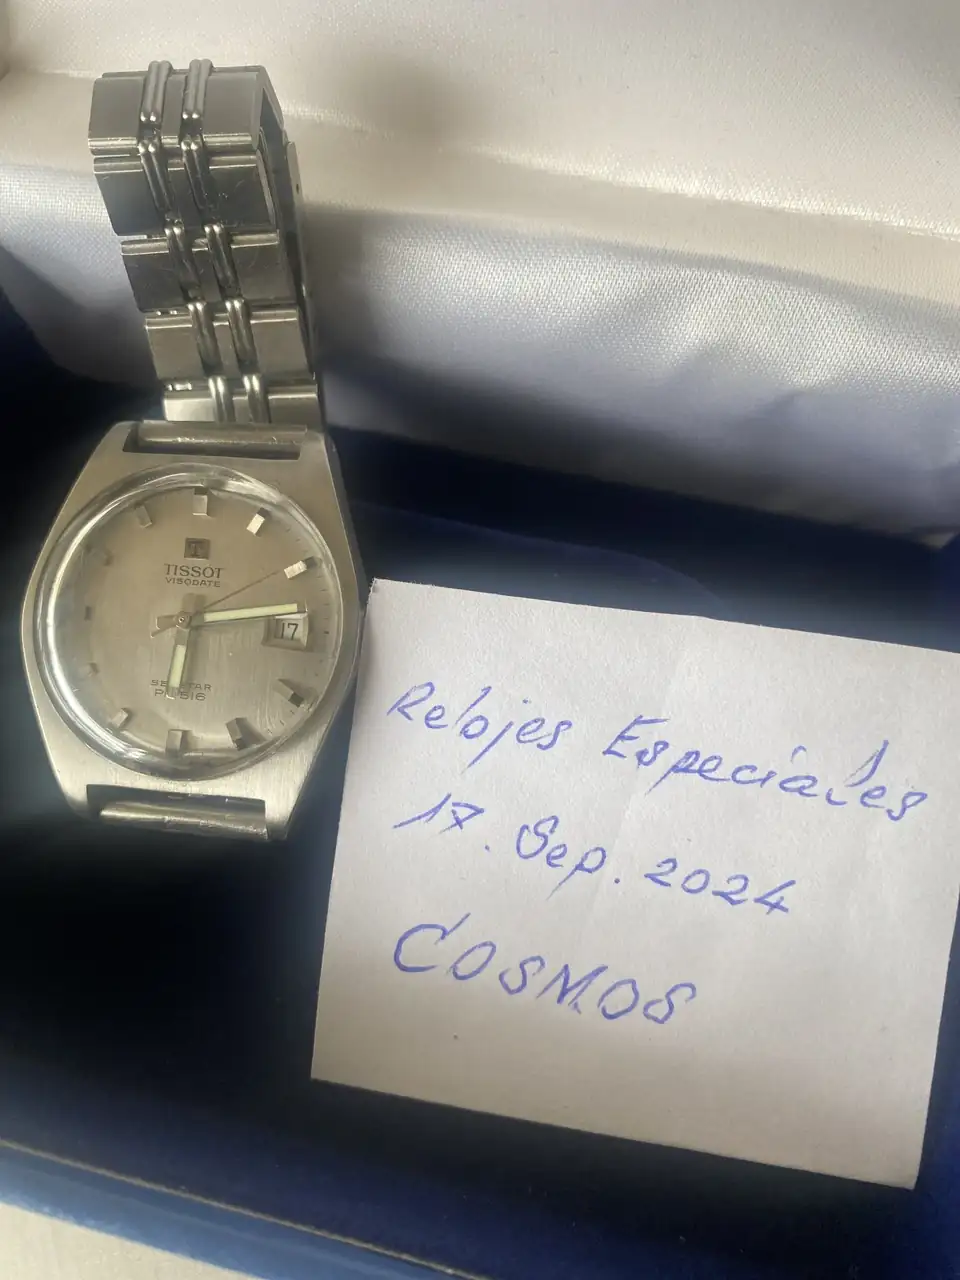 T
TISSOT
VISODATE
17
SEASTAR
PR 516
Relojes Especiales
17. Sep. 2024
COSMOS